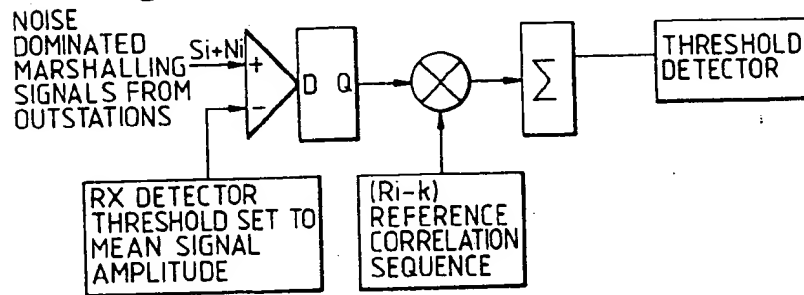 NOISE
DOMINATED
MARSHALLING
SIGNALS FROM
OUTSTATIONS
Si+Ni
+
−
D Q
Σ
THRESHOLD
DETECTOR
RX DETECTOR
THRESHOLD SET TO
MEAN SIGNAL
AMPLITUDE
(Ri-k)
REFERENCE
CORRELATION
SEQUENCE